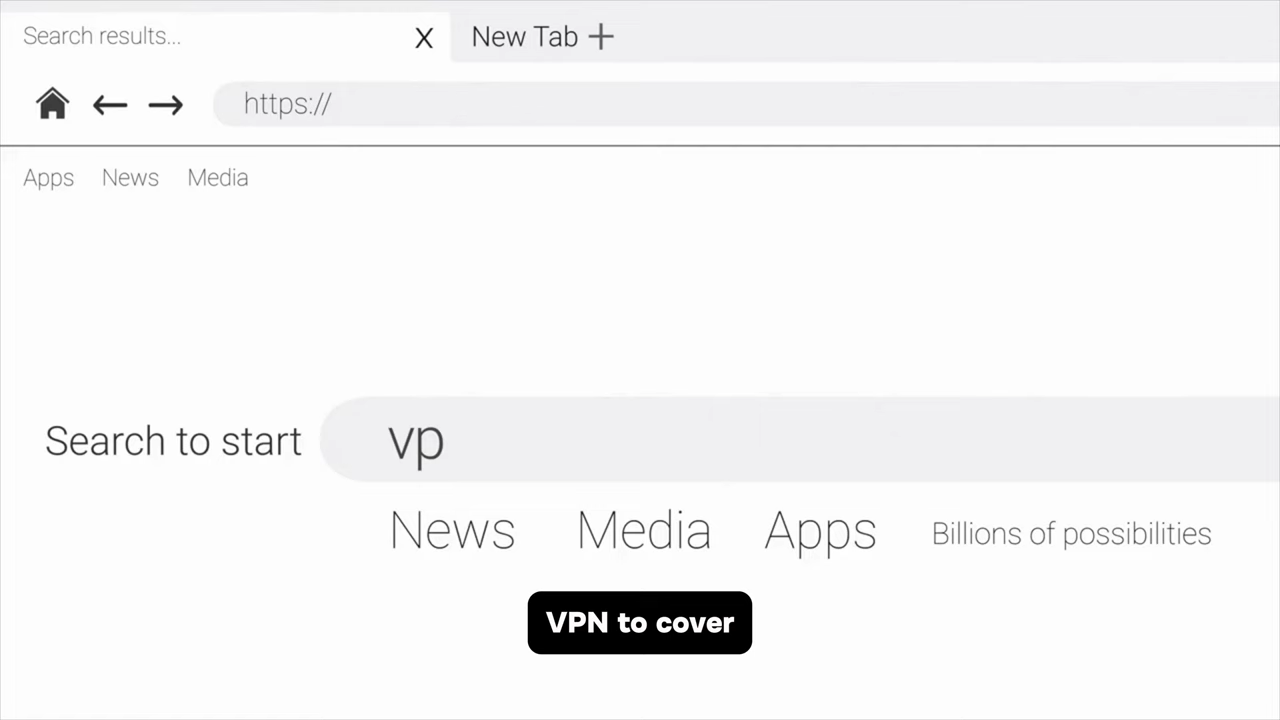 Search results... X New Tab +
https://
Apps News Media
Search to start vp
News Media Apps Billions of possibilities
VPN to cover